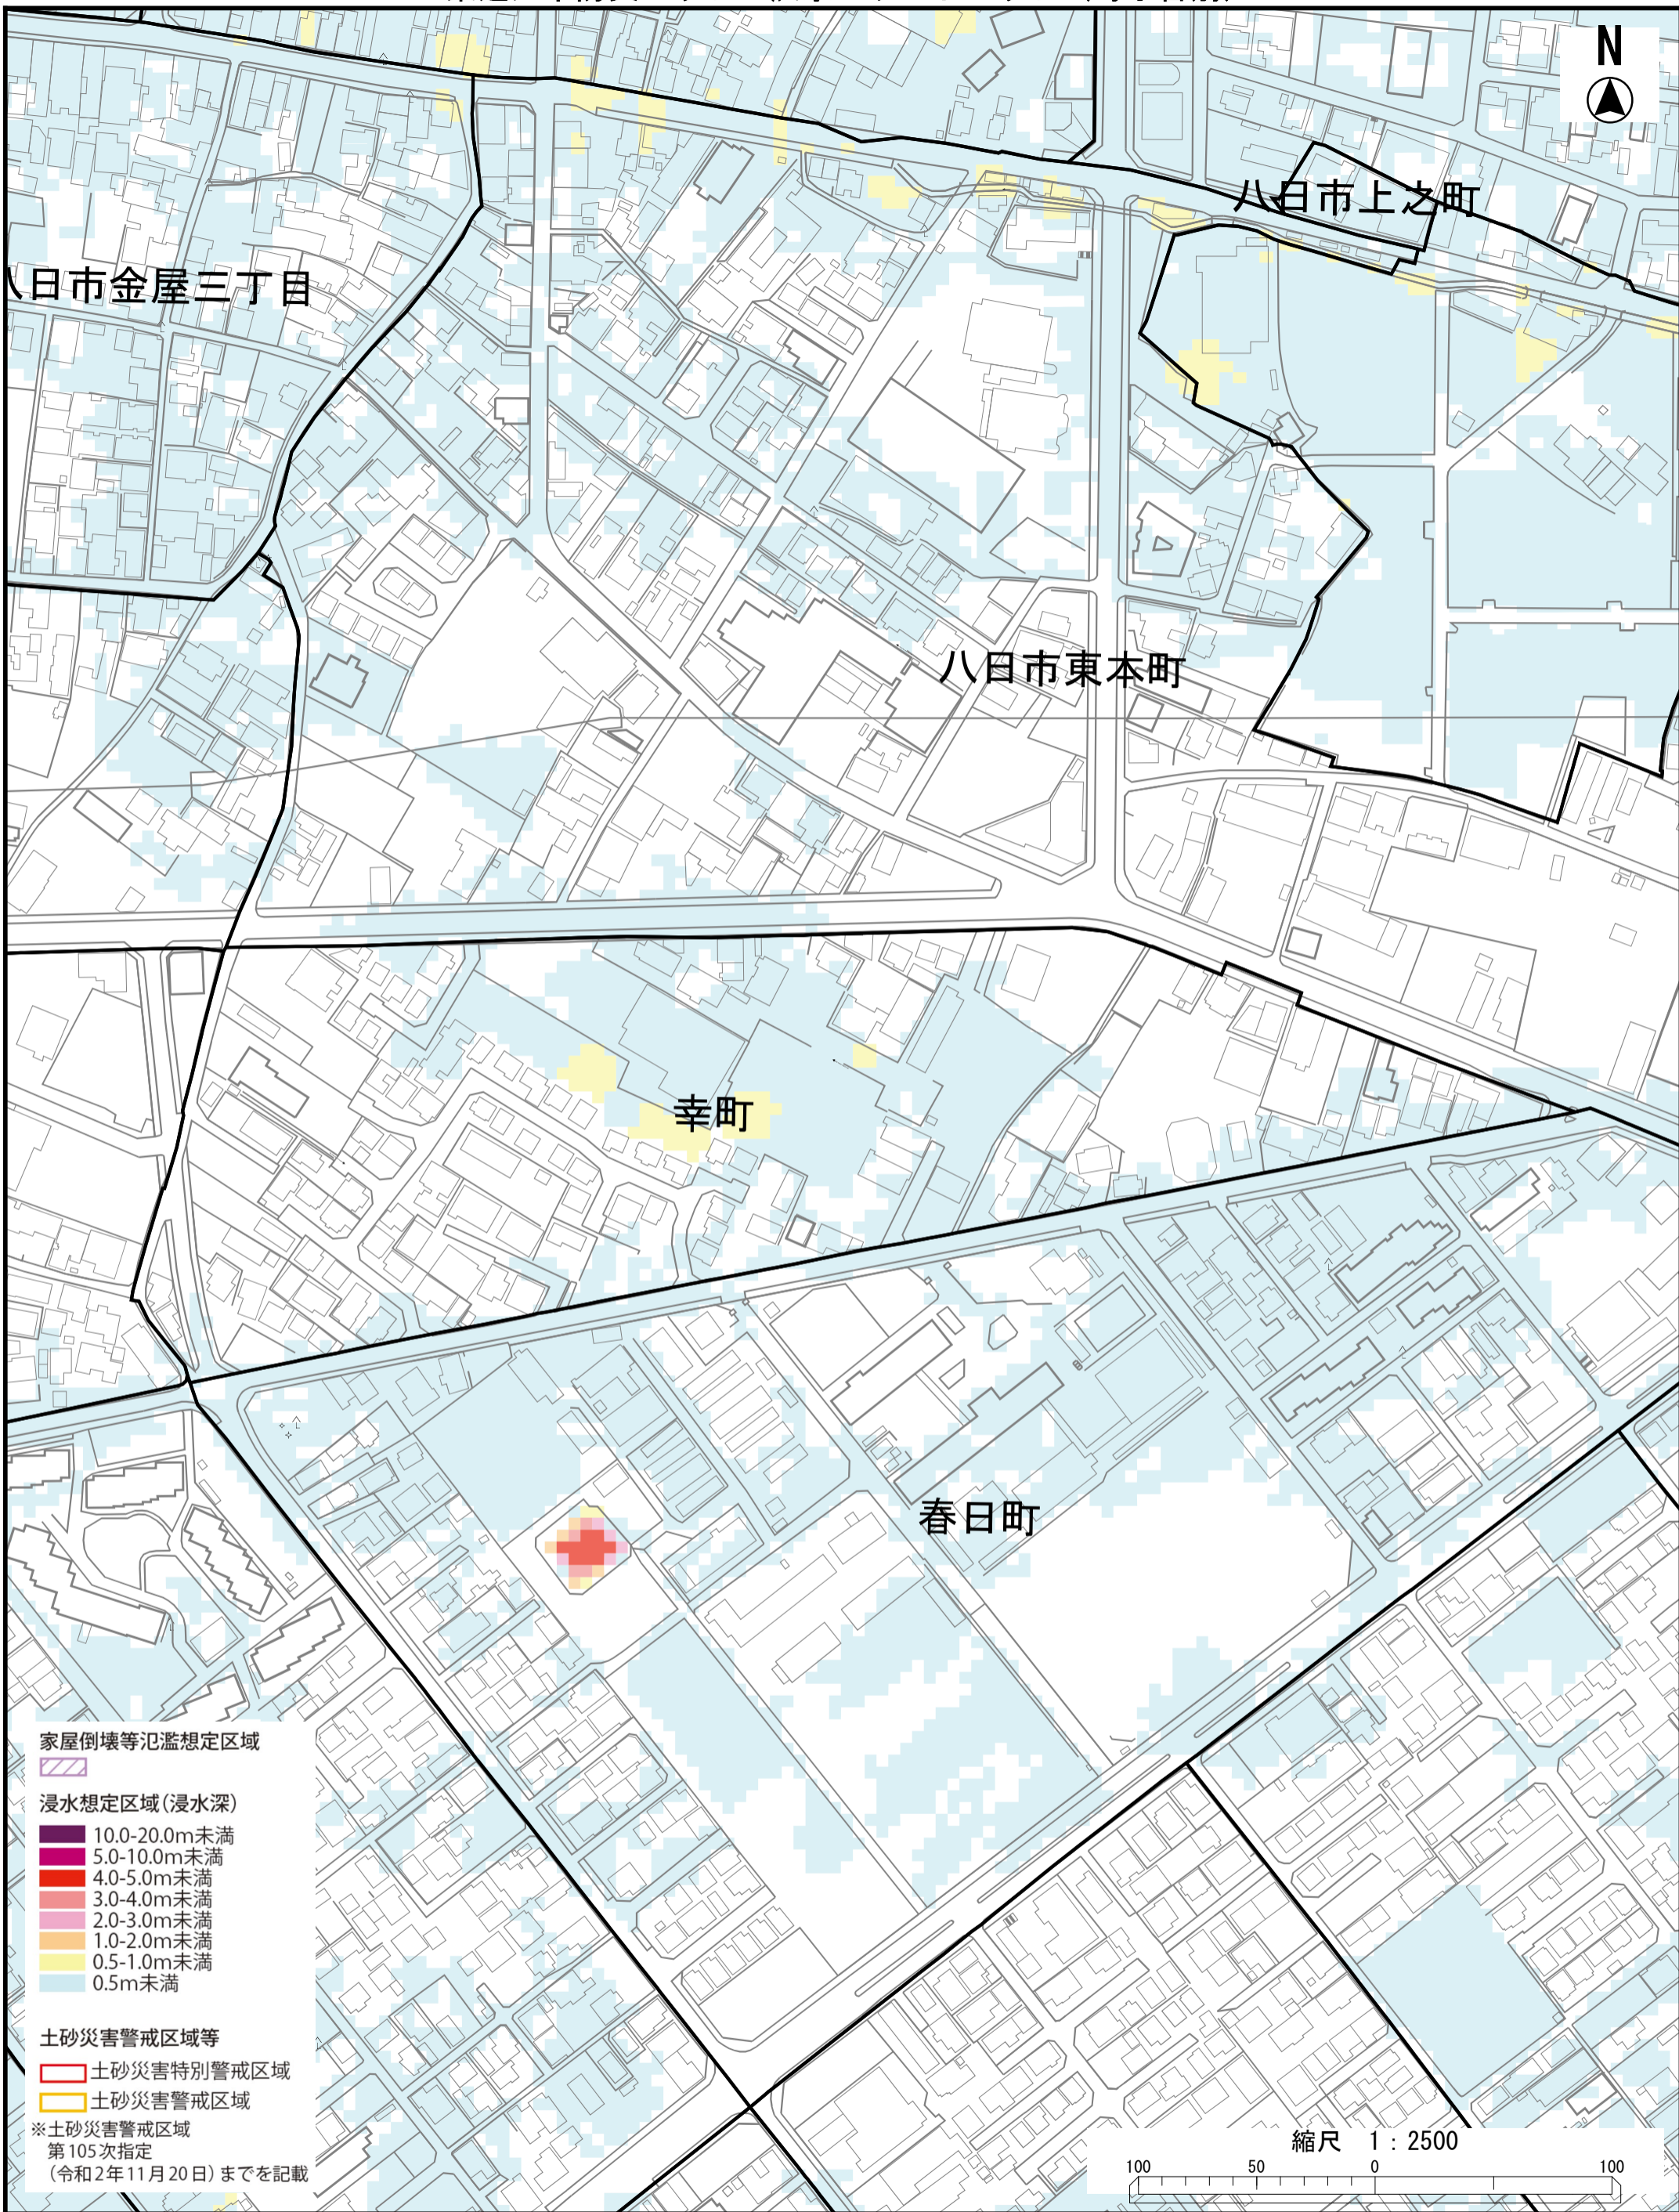 N
八日市上之町
八日市金屋三丁目
八日市東本町
幸町
春日町
家屋倒壊等氾濫想定区域
浸水想定区域(浸水深)
10.0-20.0m未満
5.0-10.0m未満
4.0-5.0m未満
3.0-4.0m未満
2.0-3.0m未満
1.0-2.0m未満
0.5-1.0m未満
0.5m未満
土砂災害警戒区域等
土砂災害特別警戒区域
土砂災害警戒区域
※土砂災害警戒区域
第105次指定
(令和2年11月20日)までを記載
縮尺 1:2500
100 50 0 100